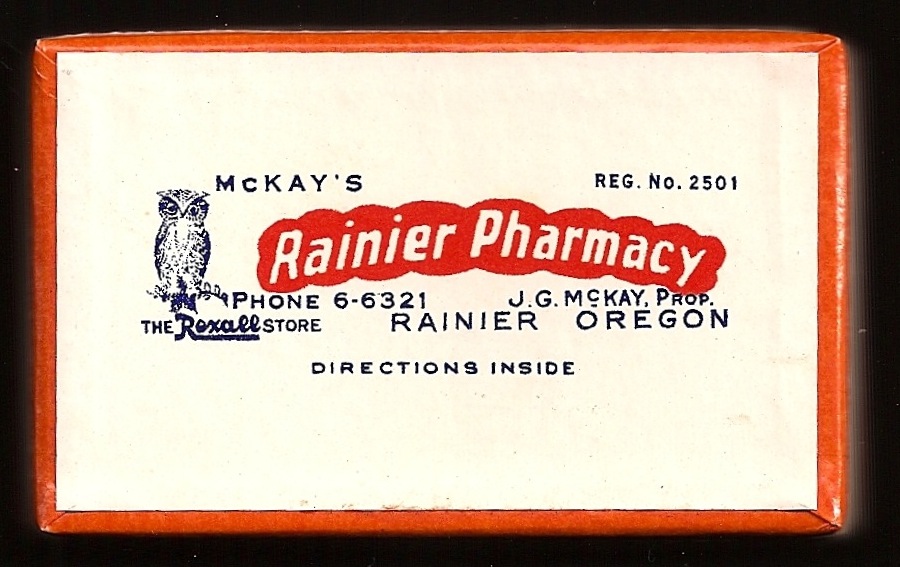 McKAY'S REG. No. 2501
Rainier Pharmacy
PHONE 6-6321 J.G. McKAY, PROP.
THE Rexall STORE RAINIER OREGON
DIRECTIONS INSIDE